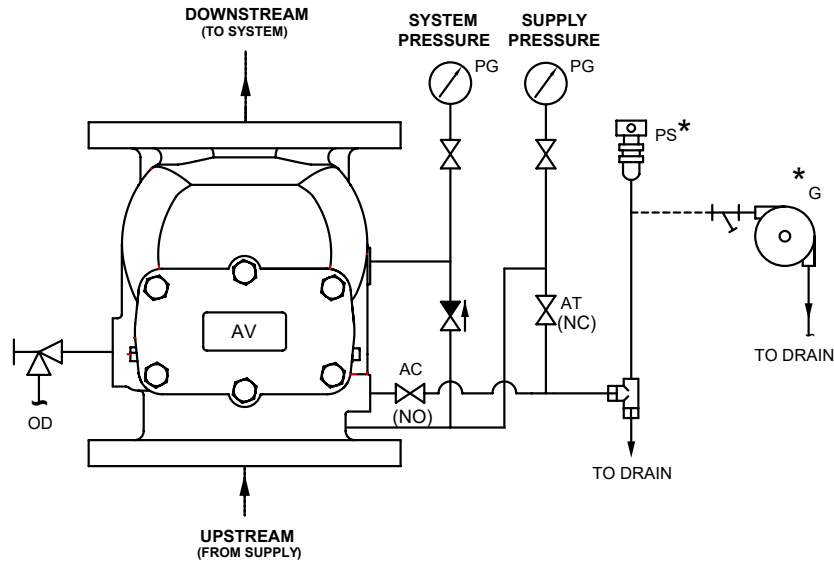 DOWNSTREAM
(TO SYSTEM)
SYSTEM
PRESSURE
SUPPLY
PRESSURE
PG
PG
PS*
*
G
AV
AT
(NC)
AC
(NO)
OD
TO DRAIN
TO DRAIN
UPSTREAM
(FROM SUPPLY)